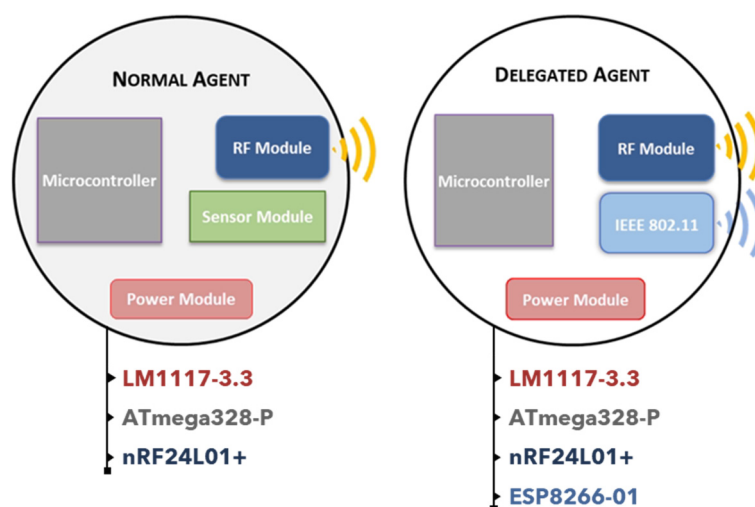 NORMAL AGENT
Microcontroller
RF Module
Sensor Module
Power Module
LM1117-3.3
ATmega328-P
nRF24L01+
DELEGATED AGENT
Microcontroller
RF Module
IEEE 802.11
Power Module
LM1117-3.3
ATmega328-P
nRF24L01+
ESP8266-01